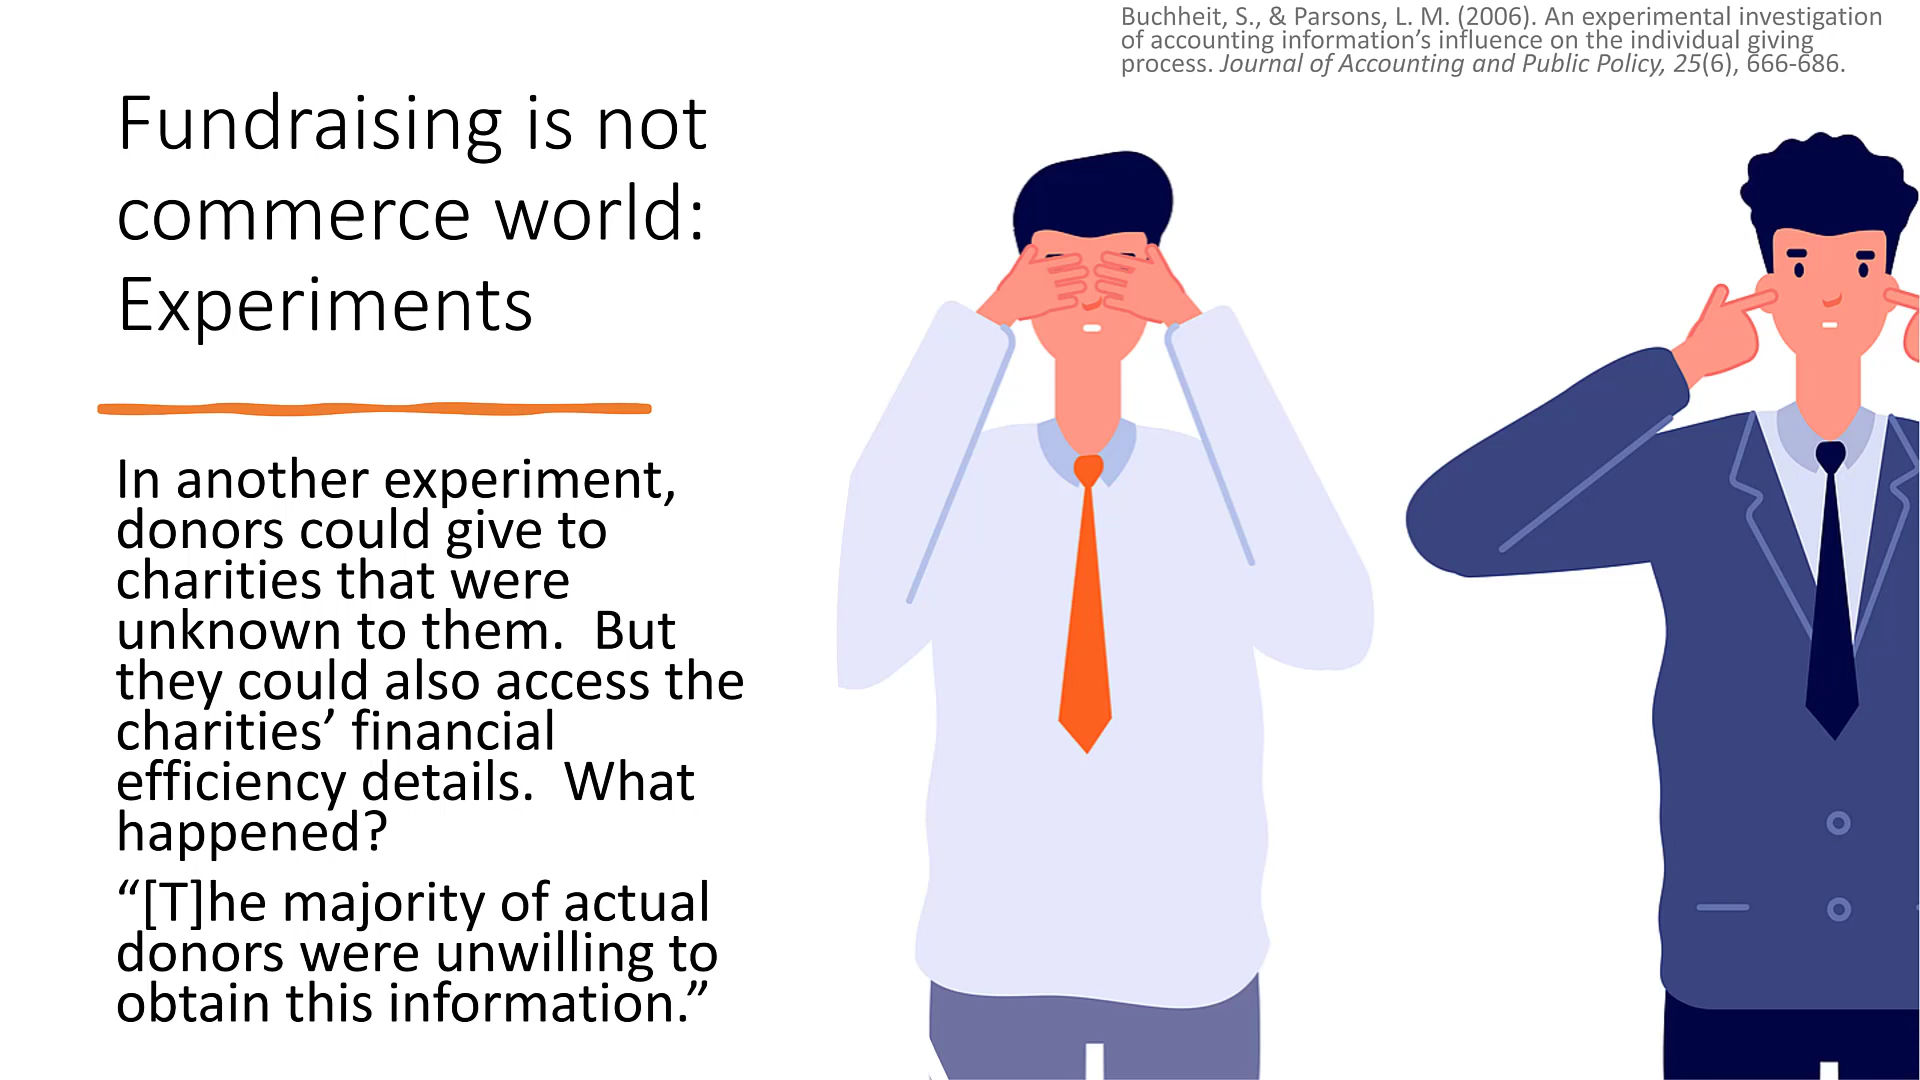 Buchheit, S., & Parsons, L. M. (2006). An experimental investigation
of accounting information’s influence on the individual giving
process. Journal of Accounting and Public Policy, 25(6), 666-686.
Fundraising is not
commerce world:
Experiments
In another experiment,
donors could give to
charities that were
unknown to them.  But
they could also access the
charities’ financial
efficiency details.  What
happened?
“[T]he majority of actual
donors were unwilling to
obtain this information.”